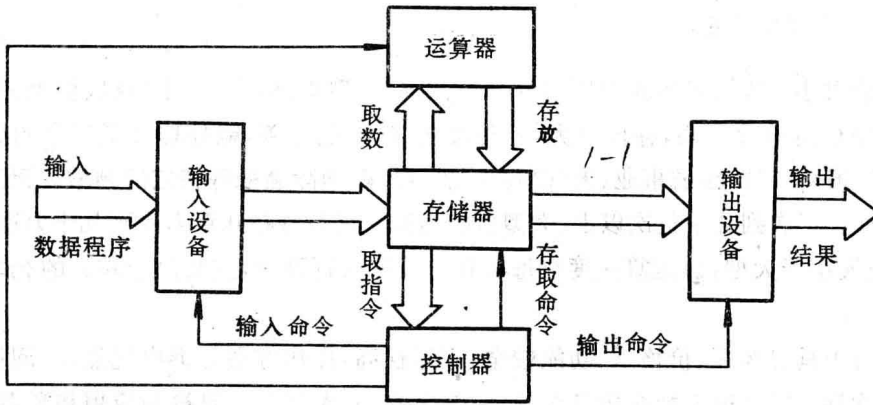 运算器
取数
存放
1-1
输入
数据程序
输入设备
存储器
输出设备
输出
结果
取指令
存取命令
输入命令
控制器
输出命令